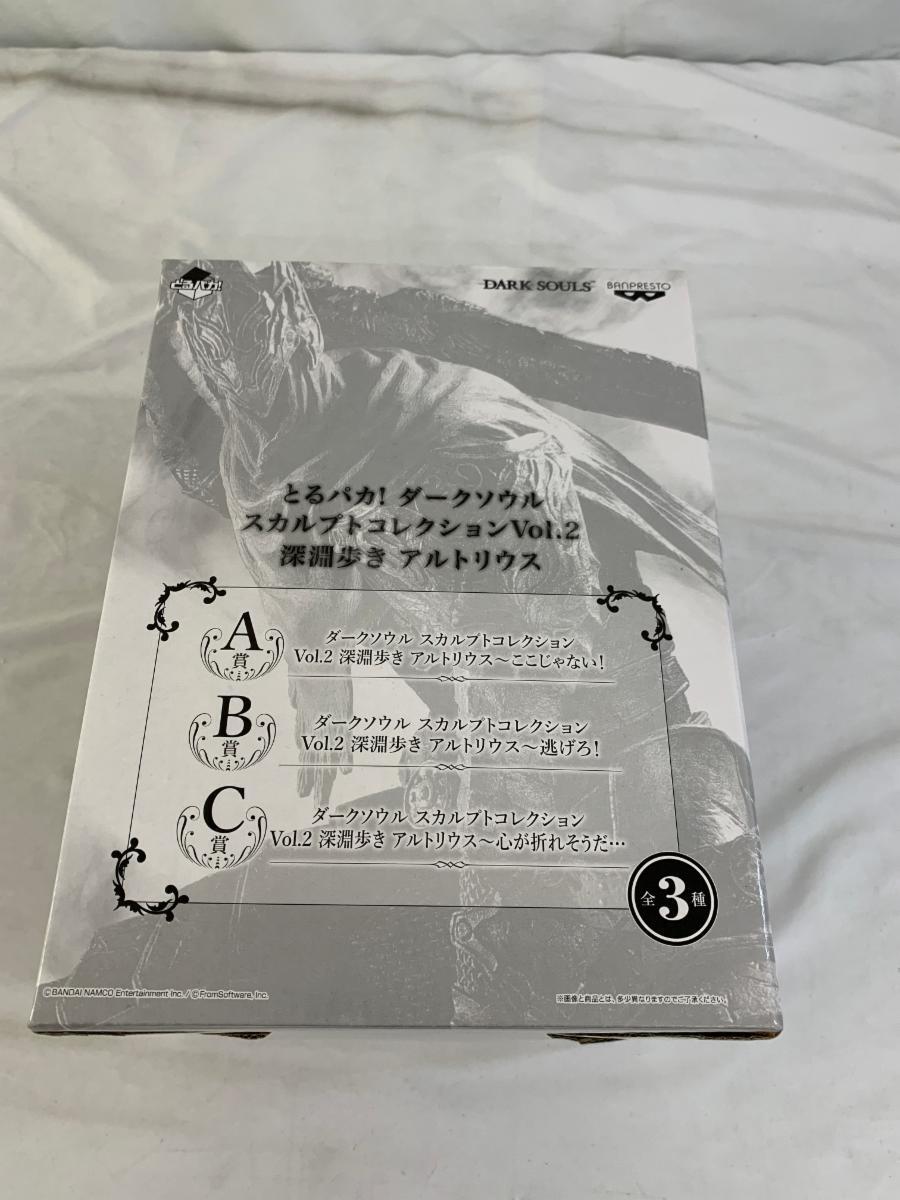 とるパカ!
DARK SOULS™
BANPRESTO
とるパカ! ダークソウル
スカルプトコレクションVol.2
深淵歩き アルトリウス
A賞
ダークソウル スカルプトコレクション
Vol.2 深淵歩き アルトリウス～ここじゃない!
B賞
ダークソウル スカルプトコレクション
Vol.2 深淵歩き アルトリウス～逃げろ!
C賞
ダークソウル スカルプトコレクション
Vol.2 深淵歩き アルトリウス～心が折れそうだ…
全3種
©BANDAI NAMCO Entertainment Inc. / ©FromSoftware, Inc.
※画像と商品とは、多少異なりますのでご了承ください。